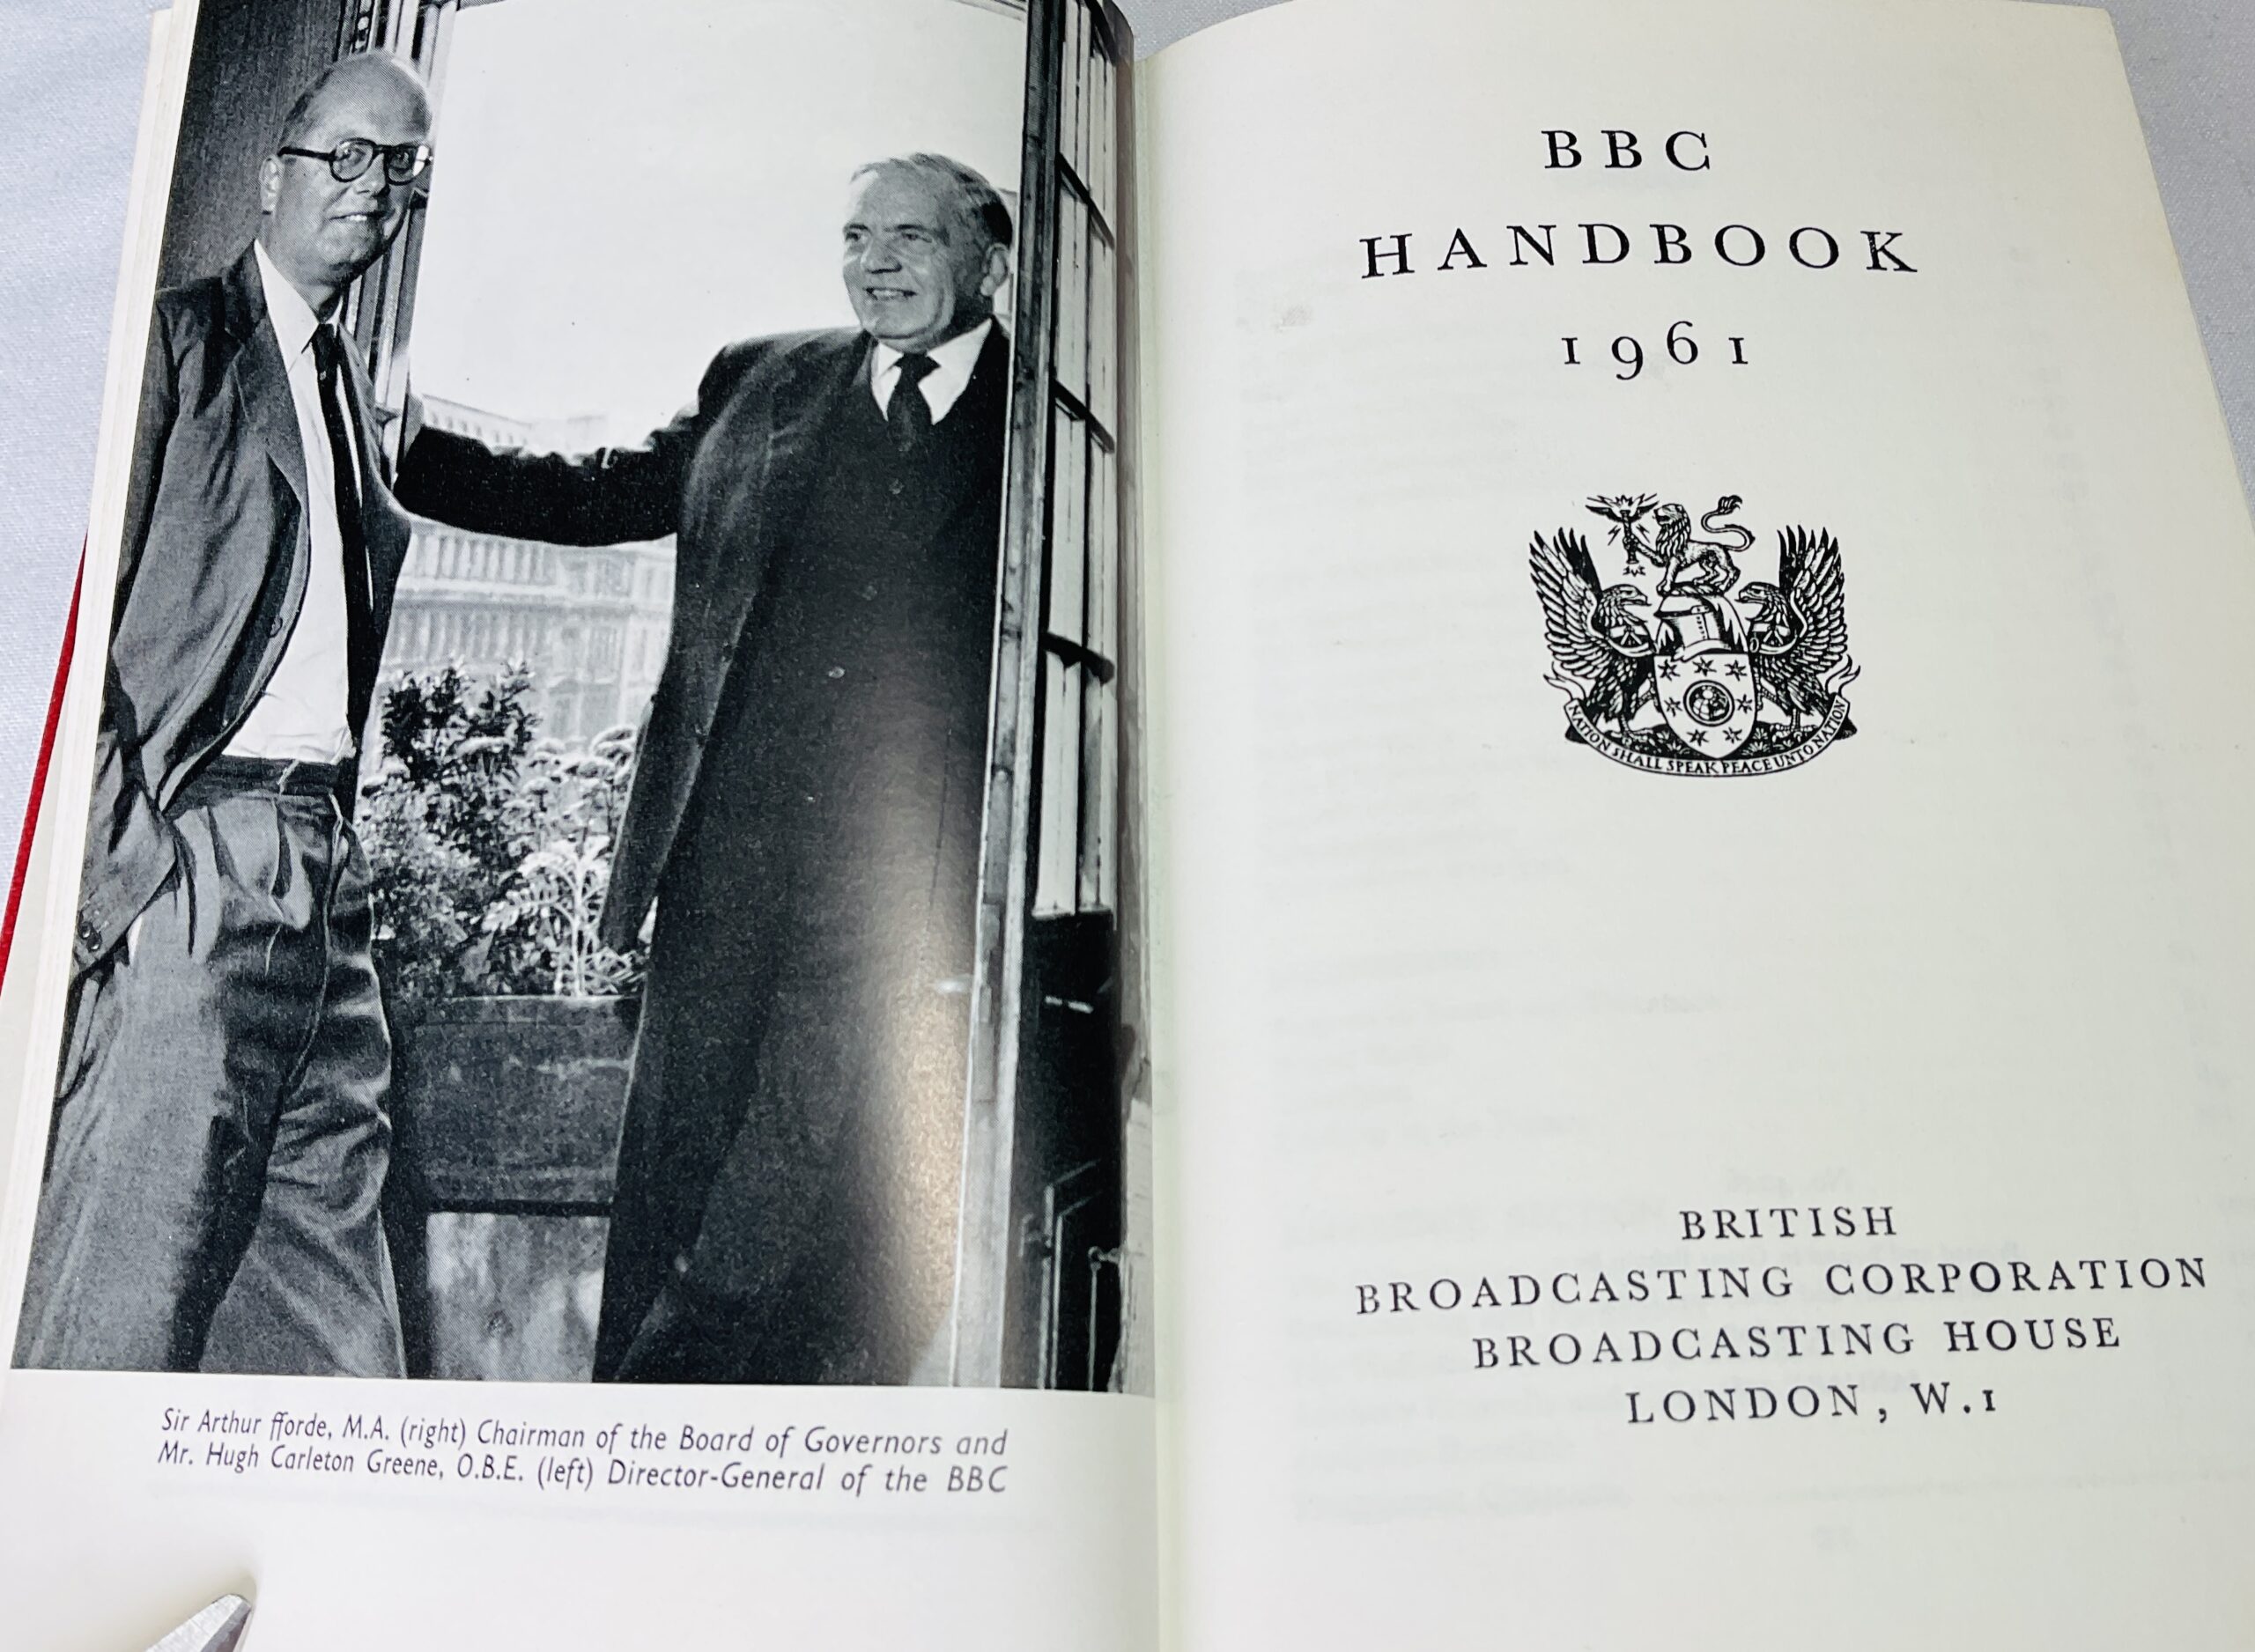 Sir Arthur fforde, M.A. (right) Chairman of the Board of Governors and
Mr. Hugh Carleton Greene, O.B.E. (left) Director-General of the BBC
BBC
HANDBOOK
1961
NATION SHALL SPEAK PEACE UNTO NATION
BRITISH
BROADCASTING CORPORATION
BROADCASTING HOUSE
LONDON, W.1